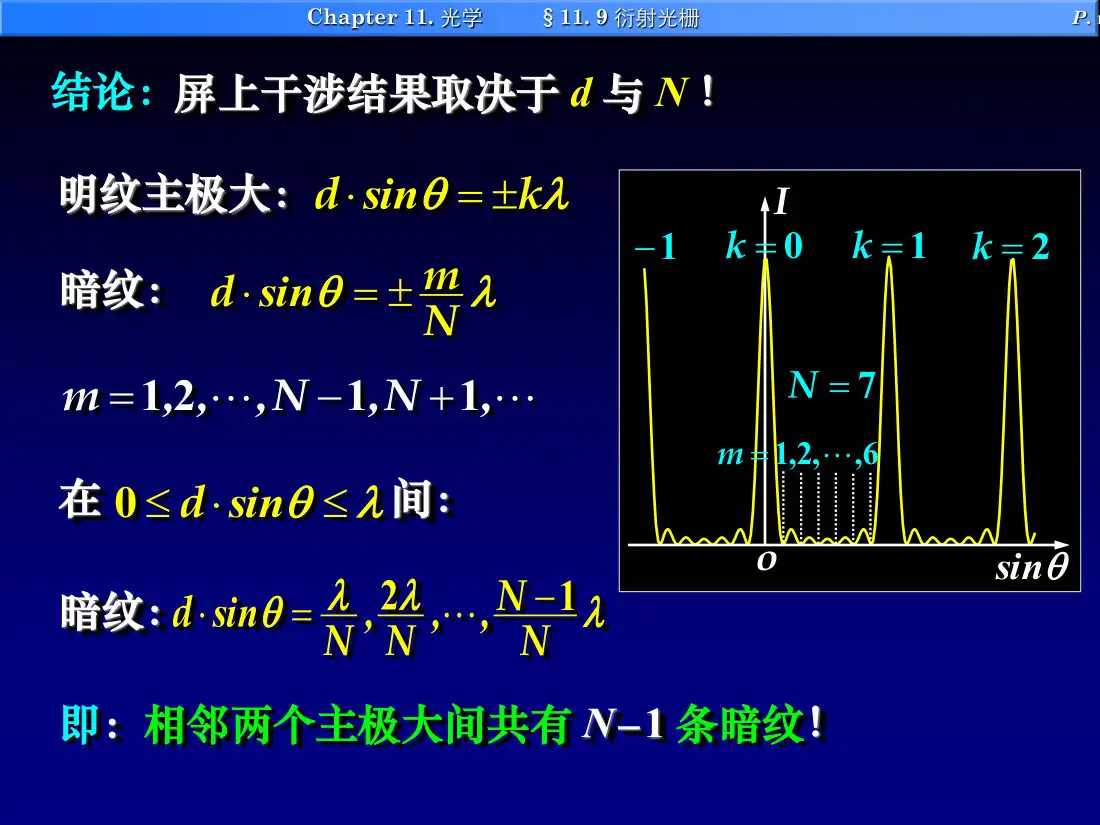 Chapter 11. 光学 § 11. 9 衍射光栅 P.
结论：屏上干涉结果取决于 d 与 N！
明纹主极大：d · sinθ = ±kλ
暗纹： d · sinθ = ± m/N λ
m = 1,2,⋯,N − 1,N + 1,⋯
在 0 ≤ d · sinθ ≤ λ 间：
暗纹：d · sinθ = λ/N , 2λ/N ,⋯, N − 1/N λ
即：相邻两个主极大间共有 N−1 条暗纹！
I
− 1 k = 0 k = 1 k = 2
N = 7
m = 1,2,⋯,6
o
sinθ